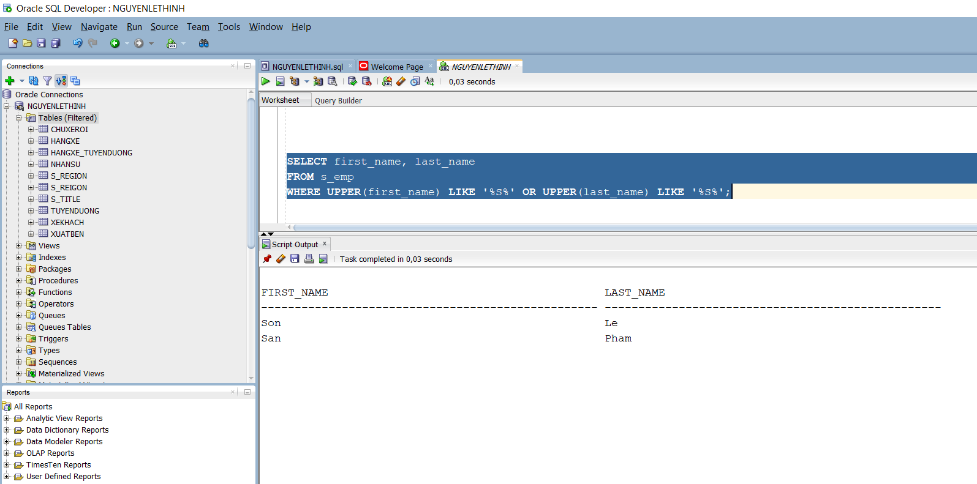 Oracle SQL Developer : NGUYENLETHINH
File Edit View Navigate Run Source Team Tools Window Help
Connections
Oracle Connections
NGUYENLETHINH
Tables (Filtered)
CHUXEROI
HANGXE
HANGXE_TUYENDUONG
NHANSU
S_REGION
S_REIGON
S_TITLE
TUYENDUONG
XEKHACH
XUATBEN
Views
Indexes
Packages
Procedures
Functions
Operators
Queues
Queues Tables
Triggers
Types
Sequences
Materialized Views
Reports
All Reports
Analytic View Reports
Data Dictionary Reports
Data Modeler Reports
OLAP Reports
TimesTen Reports
User Defined Reports
NGUYENLETHINH.sql Welcome Page NGUYENLETHINH
0,03 seconds
Worksheet Query Builder
SELECT first_name, last_name
FROM s_emp
WHERE UPPER(first_name) LIKE '%S%' OR UPPER(last_name) LIKE '%S%';
Script Output
Task completed in 0,03 seconds
FIRST_NAME LAST_NAME
Son Le
San Pham